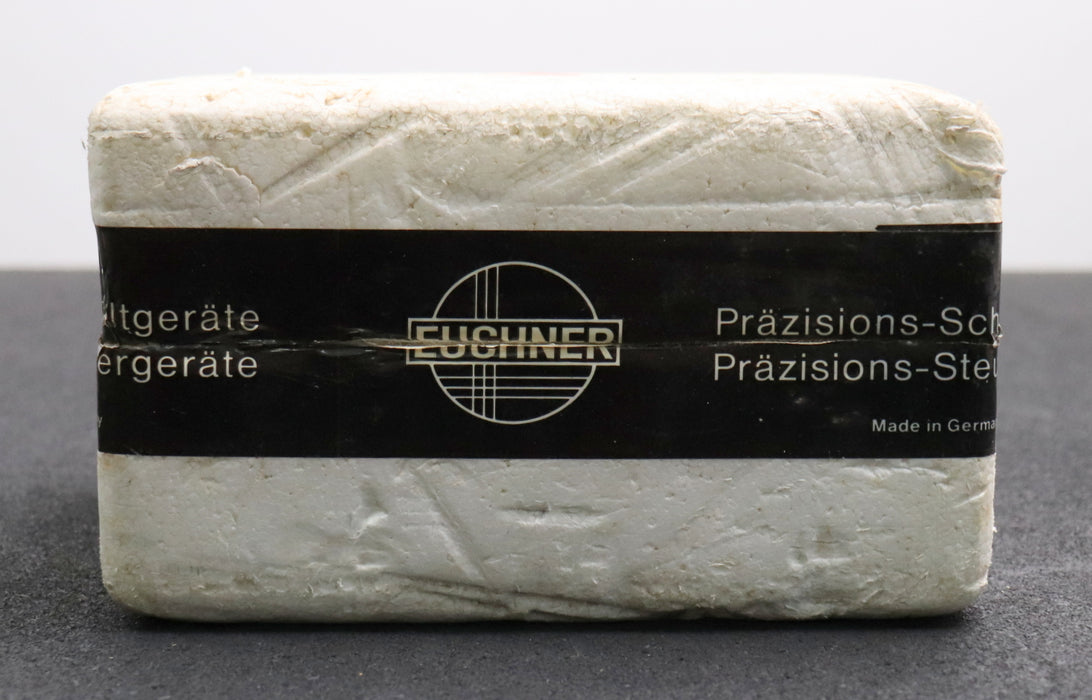 ltgeräte
ergeräte
EUCHNER
Präzisions-Sch
Präzisions-Steu
Made in Germa